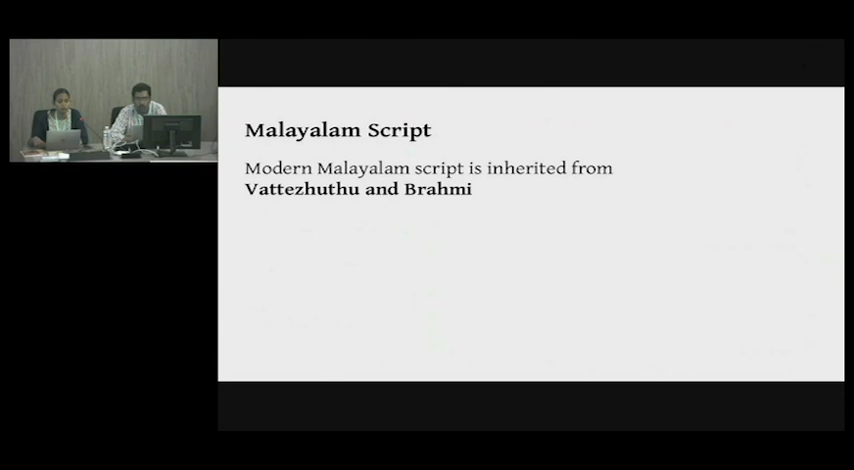 Malayalam Script
Modern Malayalam script is inherited from
Vattezhuthu and Brahmi